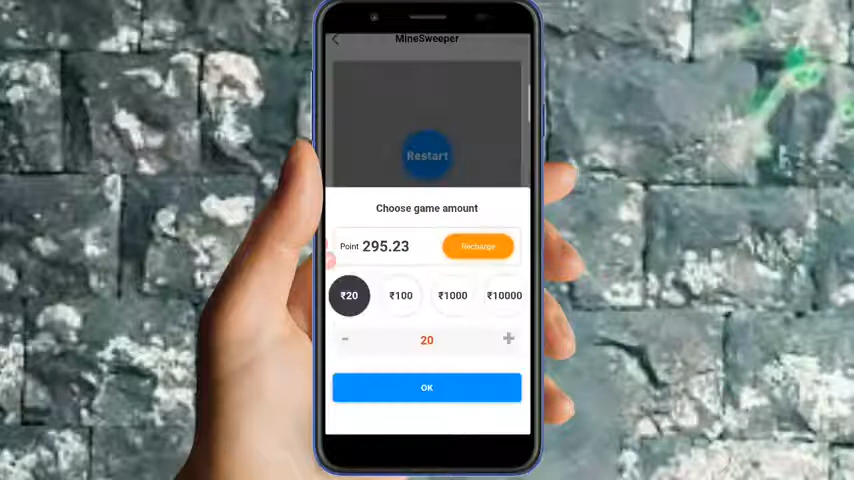 MineSweeper
Restart
Choose game amount
Point 295.23 Recharge
₹20 ₹100 ₹1000 ₹10000
- 20 +
OK